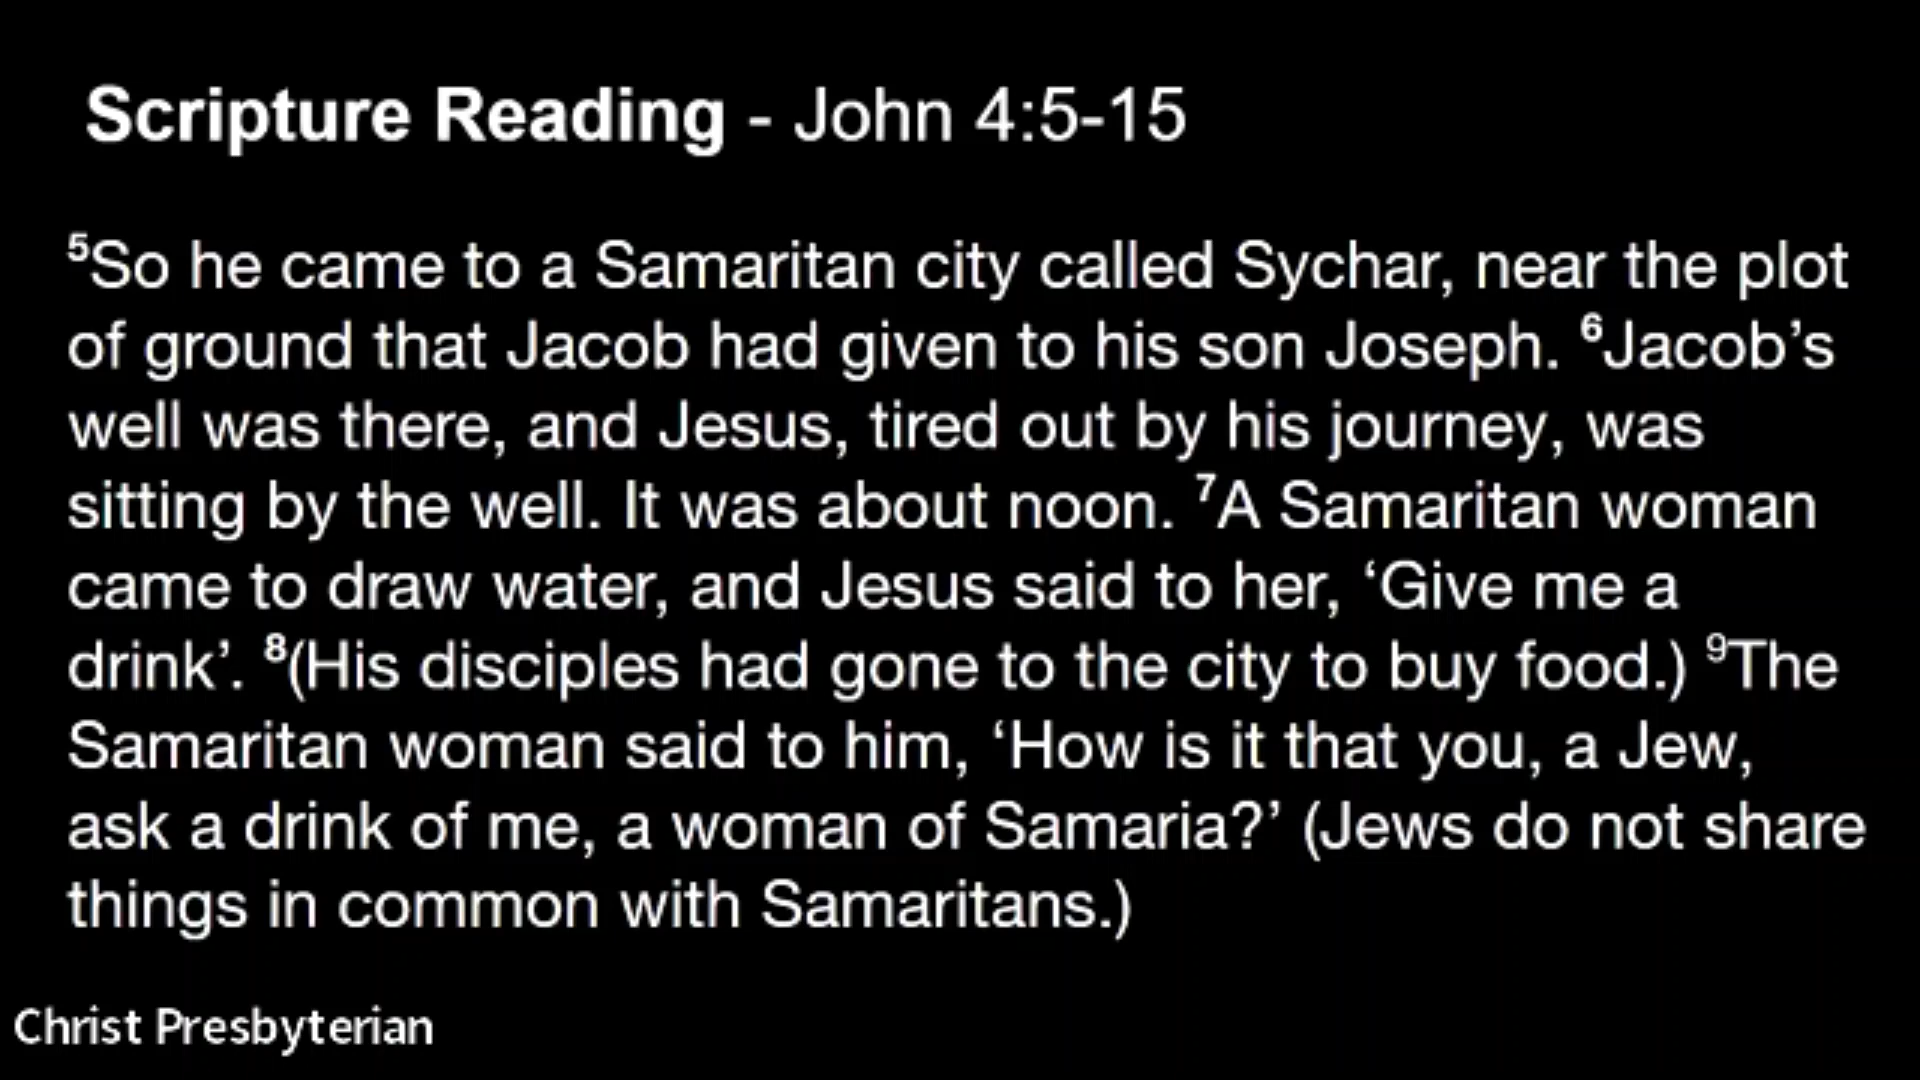 Scripture Reading - John 4:5-15
⁵So he came to a Samaritan city called Sychar, near the plot
of ground that Jacob had given to his son Joseph. ⁶Jacob’s
well was there, and Jesus, tired out by his journey, was
sitting by the well. It was about noon. ⁷A Samaritan woman
came to draw water, and Jesus said to her, ‘Give me a
drink’. ⁸(His disciples had gone to the city to buy food.) ⁹The
Samaritan woman said to him, ‘How is it that you, a Jew,
ask a drink of me, a woman of Samaria?’ (Jews do not share
things in common with Samaritans.)
Christ Presbyterian